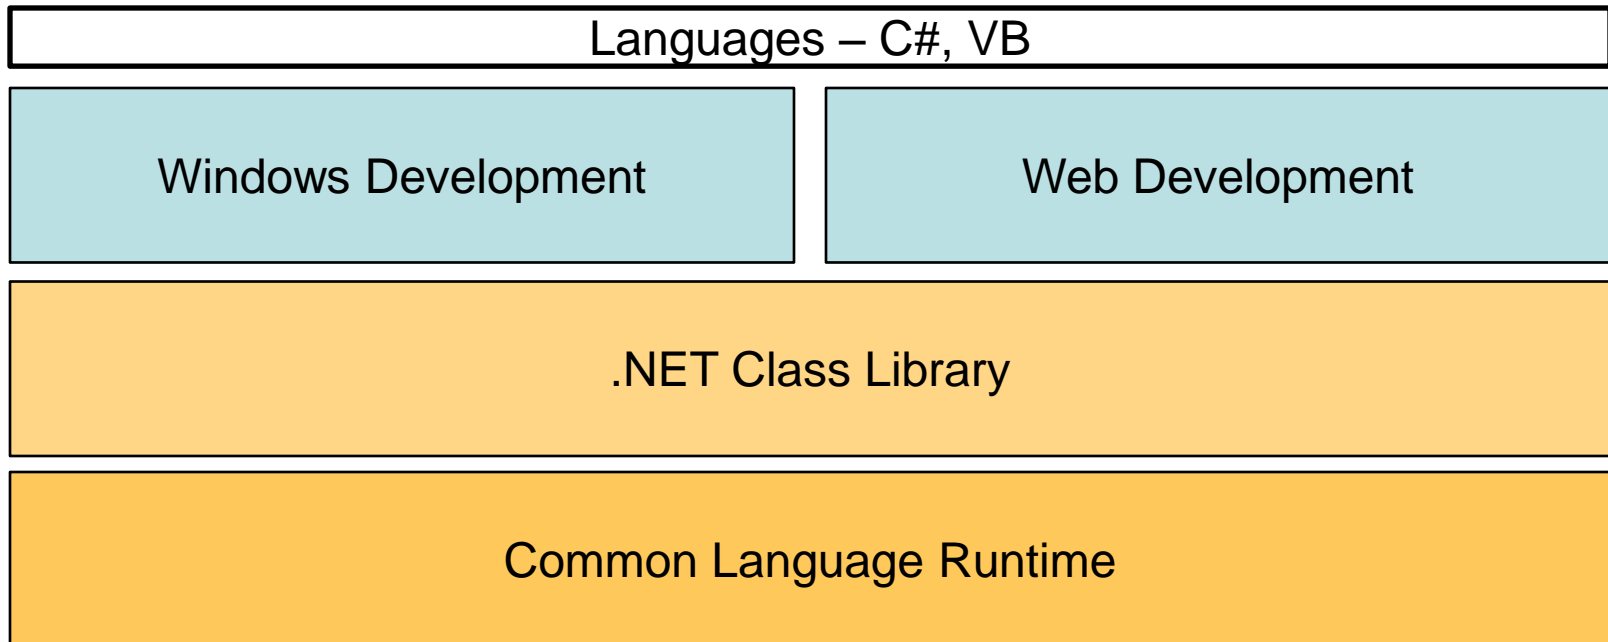 Languages – C#, VB
Windows Development
Web Development
.NET Class Library
Common Language Runtime